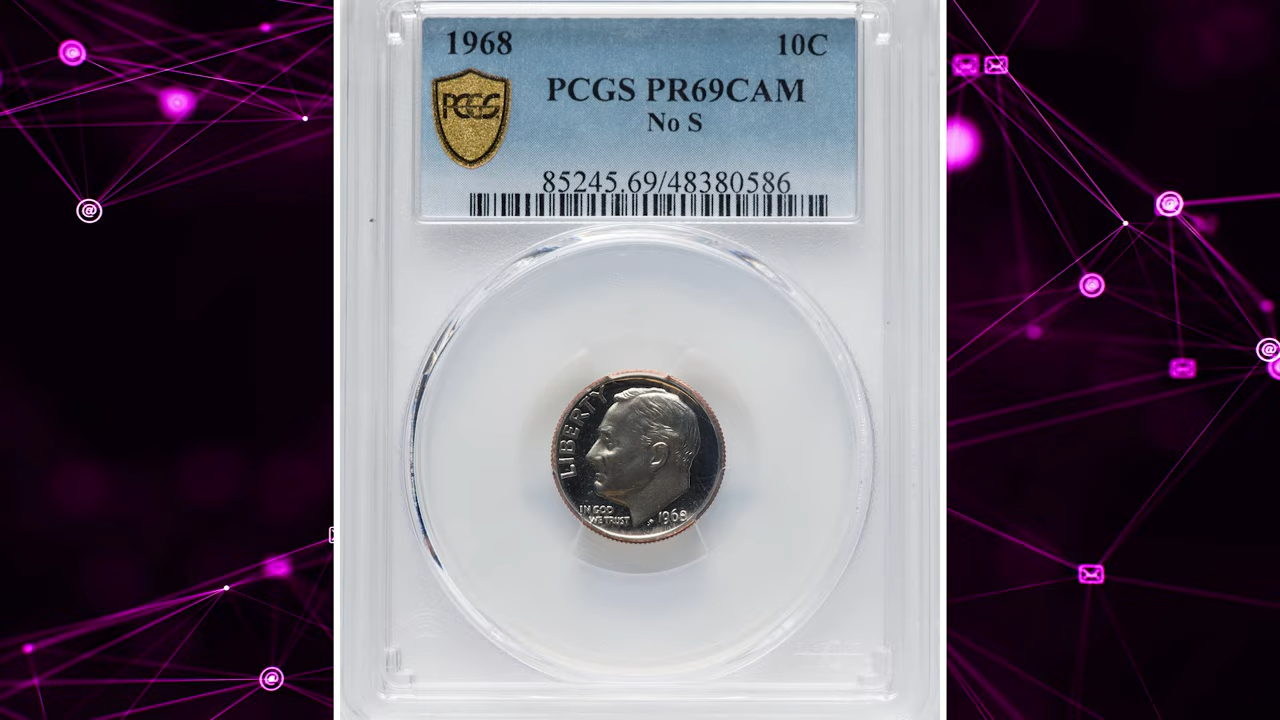 1968 10C
PCGS PR69CAM
No S
PCGS
85245.69/48380586
LIBERTY
IN GOD
WE TRUST
1968
@
@
@
@
@